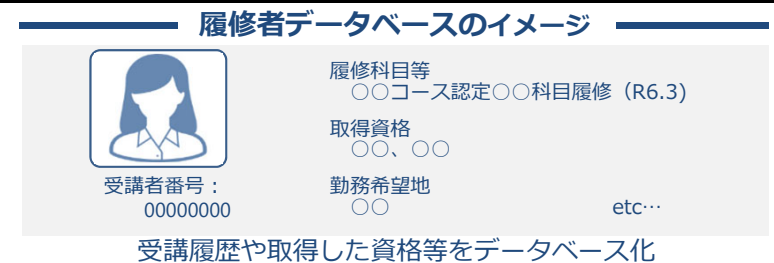 履修者データベースのイメージ
履修科目等
○○コース認定○○科目履修（R6.3)
取得資格
○○、○○
受講者番号：
00000000
勤務希望地
○○
etc…
受講履歴や取得した資格等をデータベース化